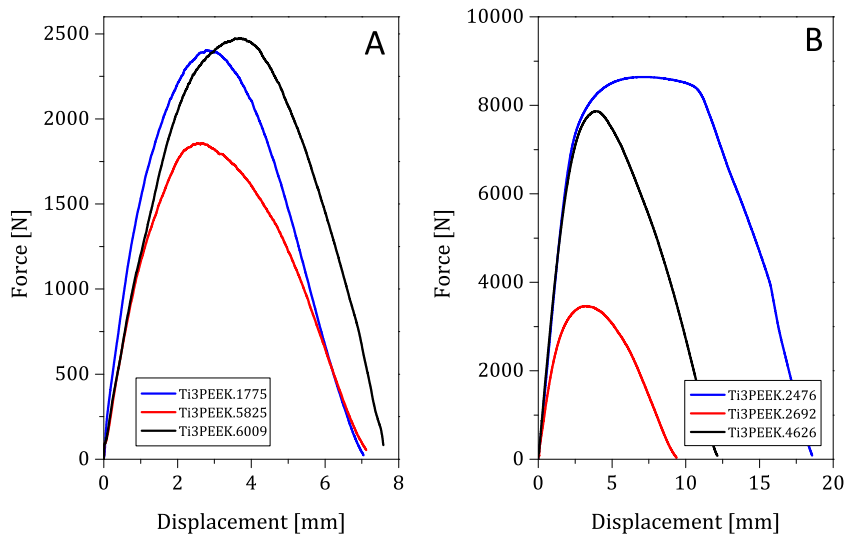 A
2500
2000
1500
1000
500
0
0 2 4 6 8
Force [N]
Displacement [mm]
Ti3PEEK.1775
Ti3PEEK.5825
Ti3PEEK.6009
B
10000
8000
6000
4000
2000
0
0 5 10 15 20
Force [N]
Displacement [mm]
Ti3PEEK.2476
Ti3PEEK.2692
Ti3PEEK.4626